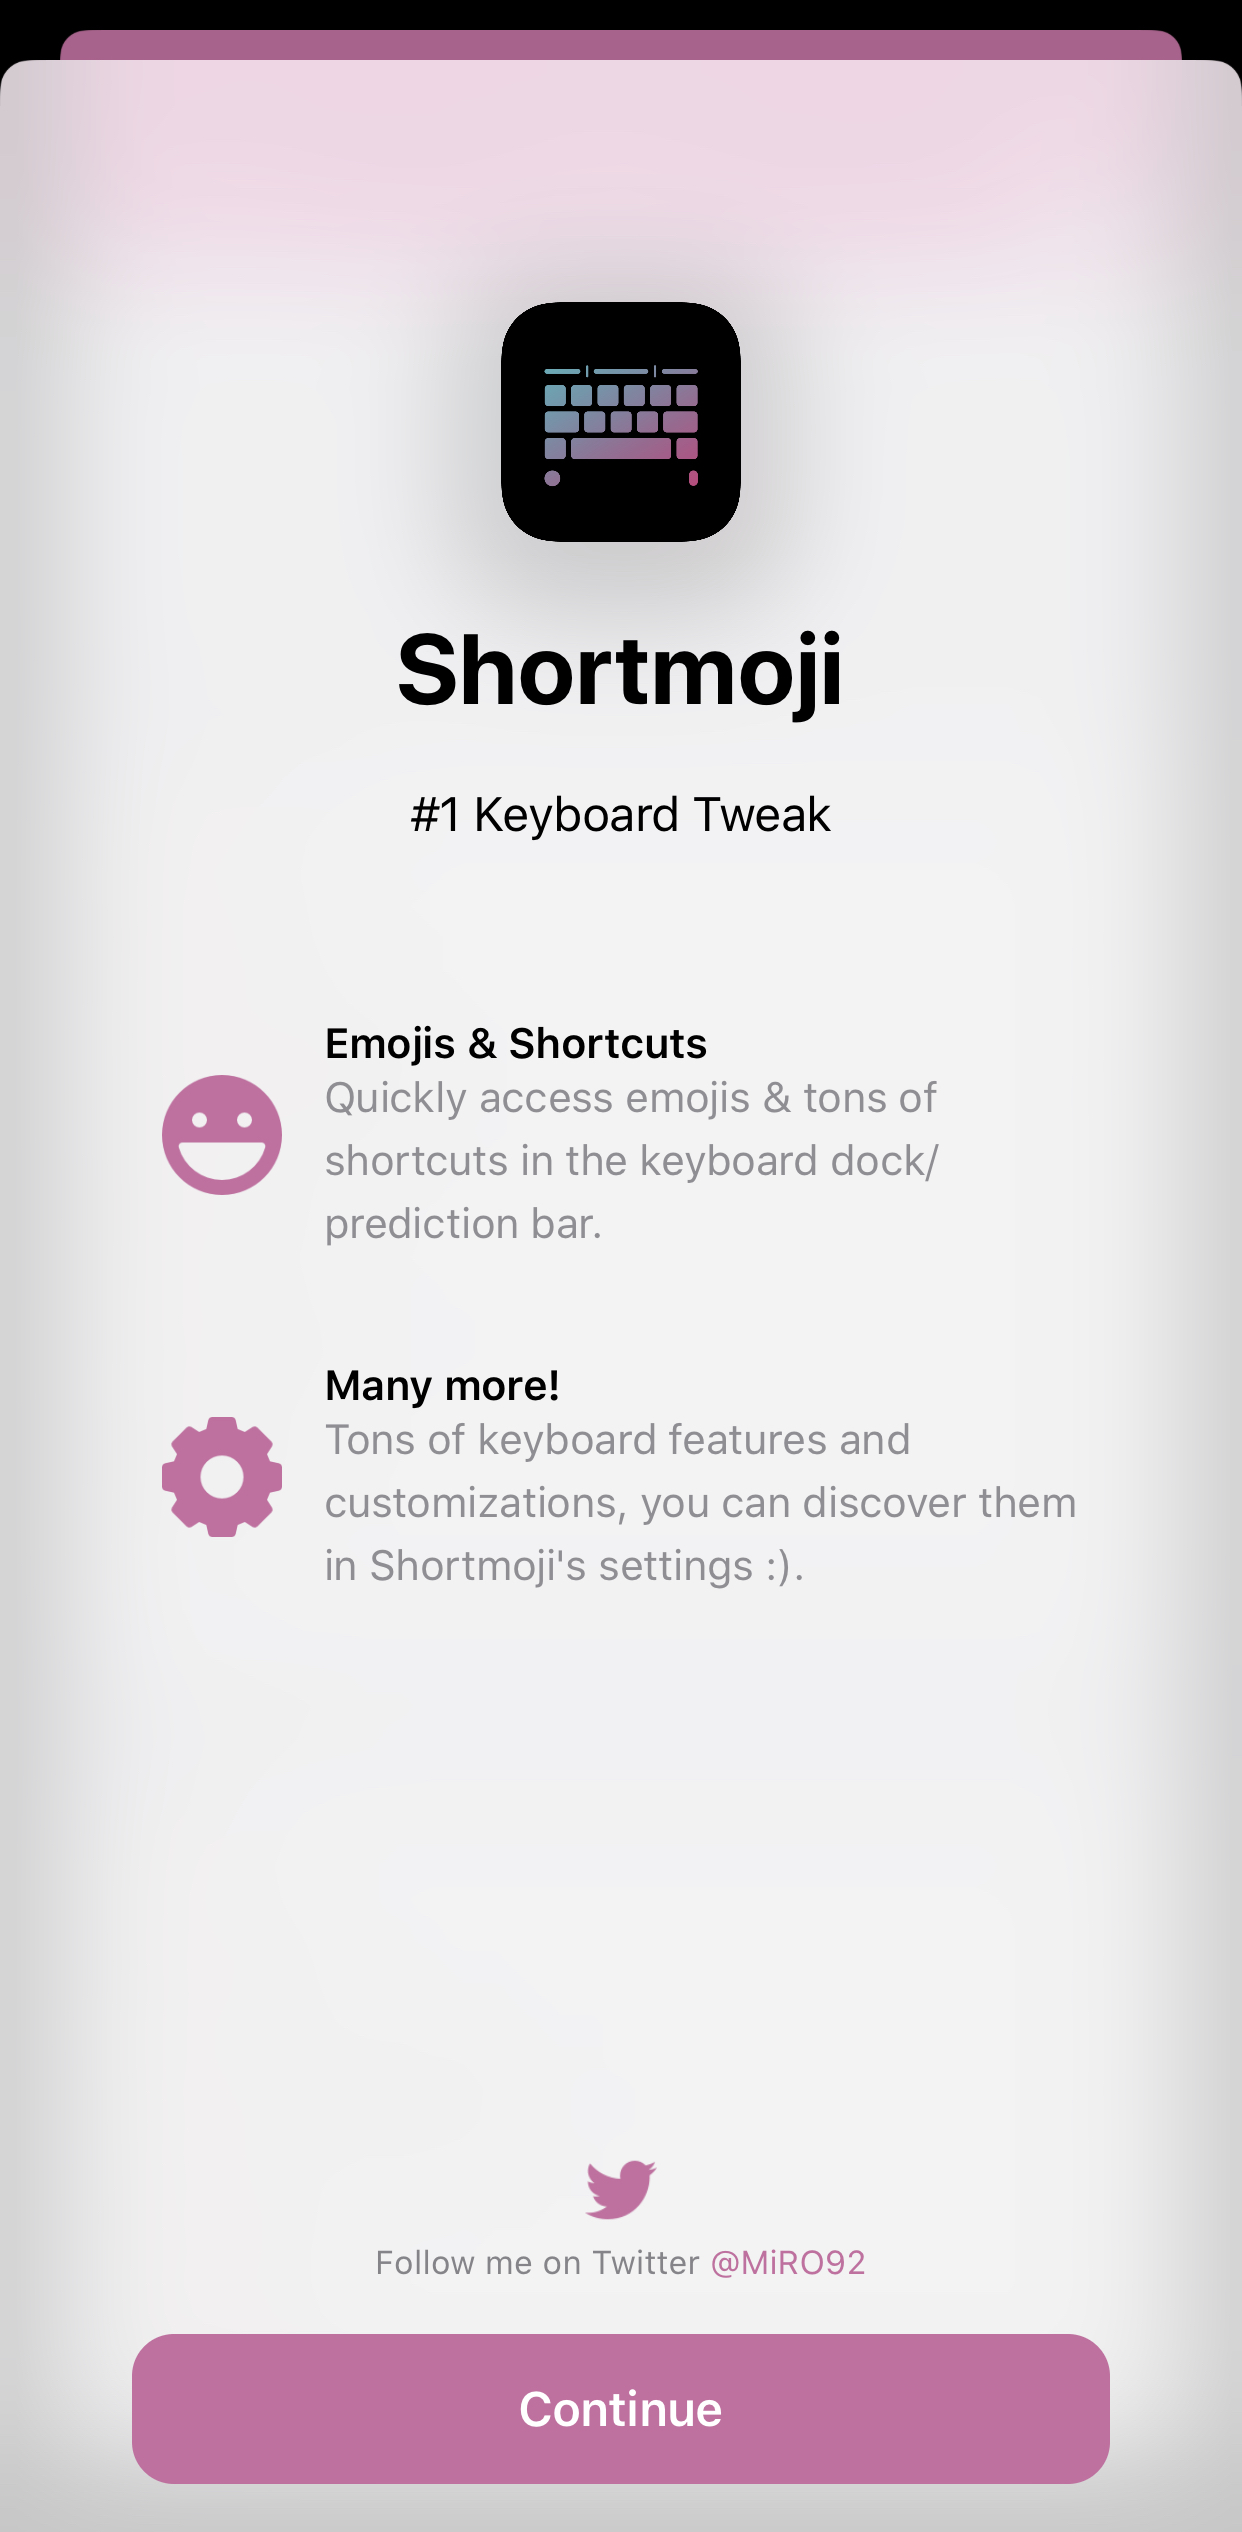 Shortmoji
#1 Keyboard Tweak
Emojis & Shortcuts
Quickly access emojis & tons of
shortcuts in the keyboard dock/
prediction bar.
Many more!
Tons of keyboard features and
customizations, you can discover them
in Shortmoji's settings :).
Follow me on Twitter @MiRO92
Continue